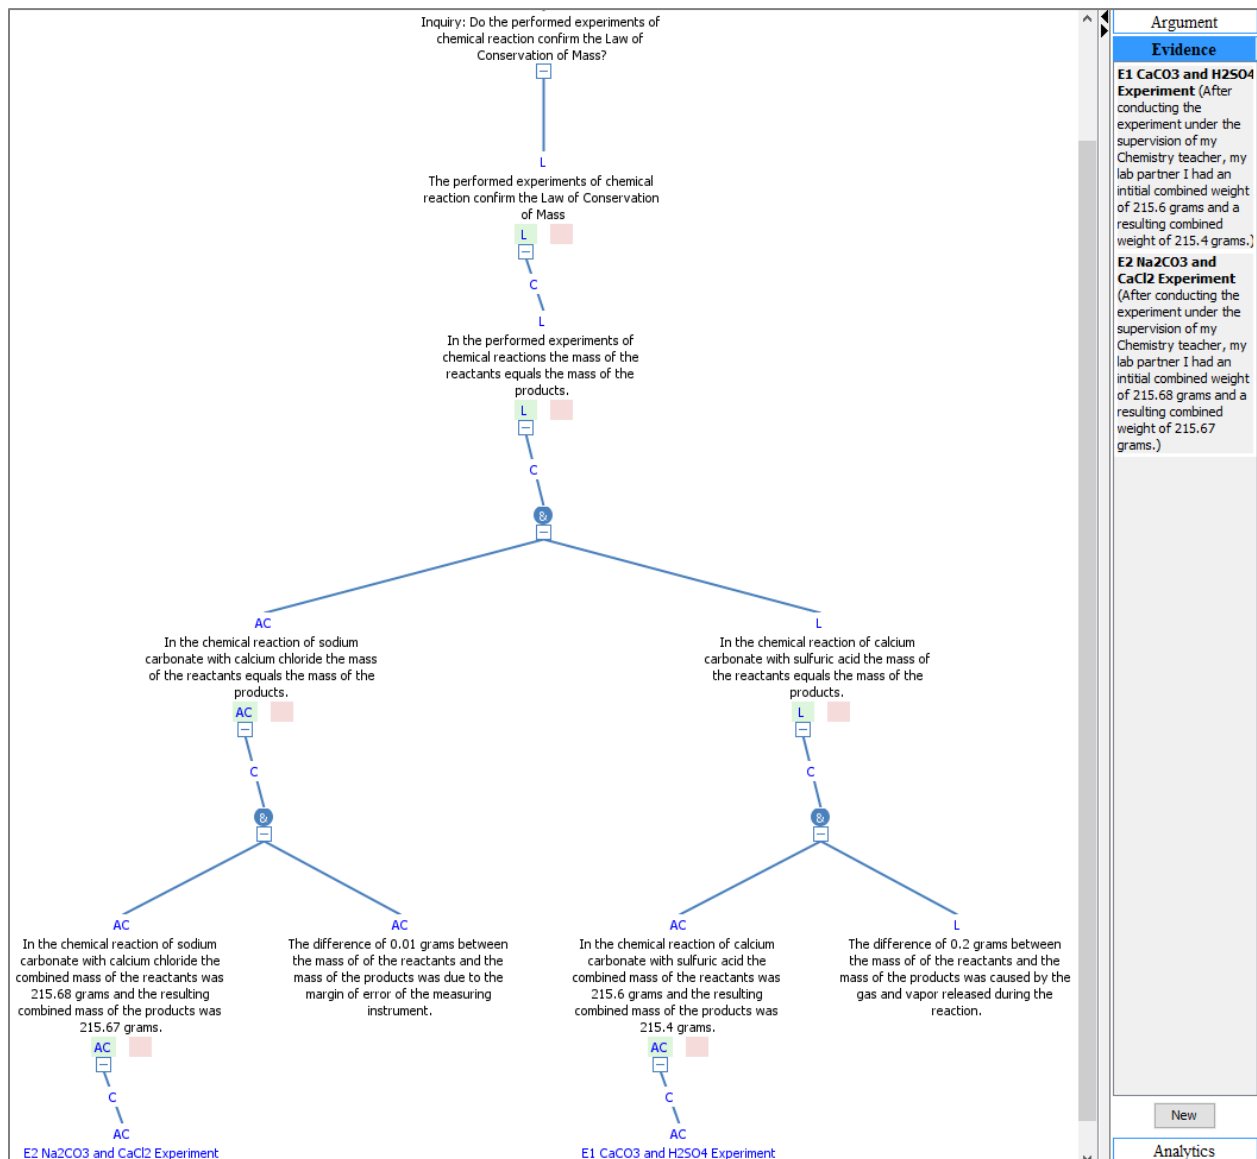 Inquiry: Do the performed experiments of
chemical reaction confirm the Law of
Conservation of Mass?
L
The performed experiments of chemical
reaction confirm the Law of Conservation
of Mass
L
C
L
In the performed experiments of
chemical reactions the mass of the
reactants equals the mass of the
products.
L
C
&
AC
In the chemical reaction of sodium
carbonate with calcium chloride the mass
of the reactants equals the mass of the
products.
AC
C
&
L
In the chemical reaction of calcium
carbonate with sulfuric acid the mass of
the reactants equals the mass of the
products.
L
C
&
AC
In the chemical reaction of sodium
carbonate with calcium chloride the
combined mass of the reactants was
215.68 grams and the resulting
combined mass of the products was
215.67 grams.
AC
C
AC
E2 Na2CO3 and CaCl2 Experiment
AC
The difference of 0.01 grams between
the mass of of the reactants and the
mass of the products was due to the
margin of error of the measuring
instrument.
AC
In the chemical reaction of calcium
carbonate with sulfuric acid the
combined mass of the reactants was
215.6 grams and the resulting
combined mass of the products was
215.4 grams.
AC
C
AC
E1 CaCO3 and H2SO4 Experiment
L
The difference of 0.2 grams between
the mass of of the reactants and the
mass of the products was caused by the
gas and vapor released during the
reaction.
Argument
Evidence
E1 CaCO3 and H2SO4
Experiment (After
conducting the
experiment under the
supervision of my
Chemistry teacher, my
lab partner I had an
intitial combined weight
of 215.6 grams and a
resulting combined
weight of 215.4 grams.)
E2 Na2CO3 and
CaCl2 Experiment
(After conducting the
experiment under the
supervision of my
Chemistry teacher, my
lab partner I had an
intitial combined weight
of 215.68 grams and a
resulting combined
weight of 215.67
grams.)
New
Analytics